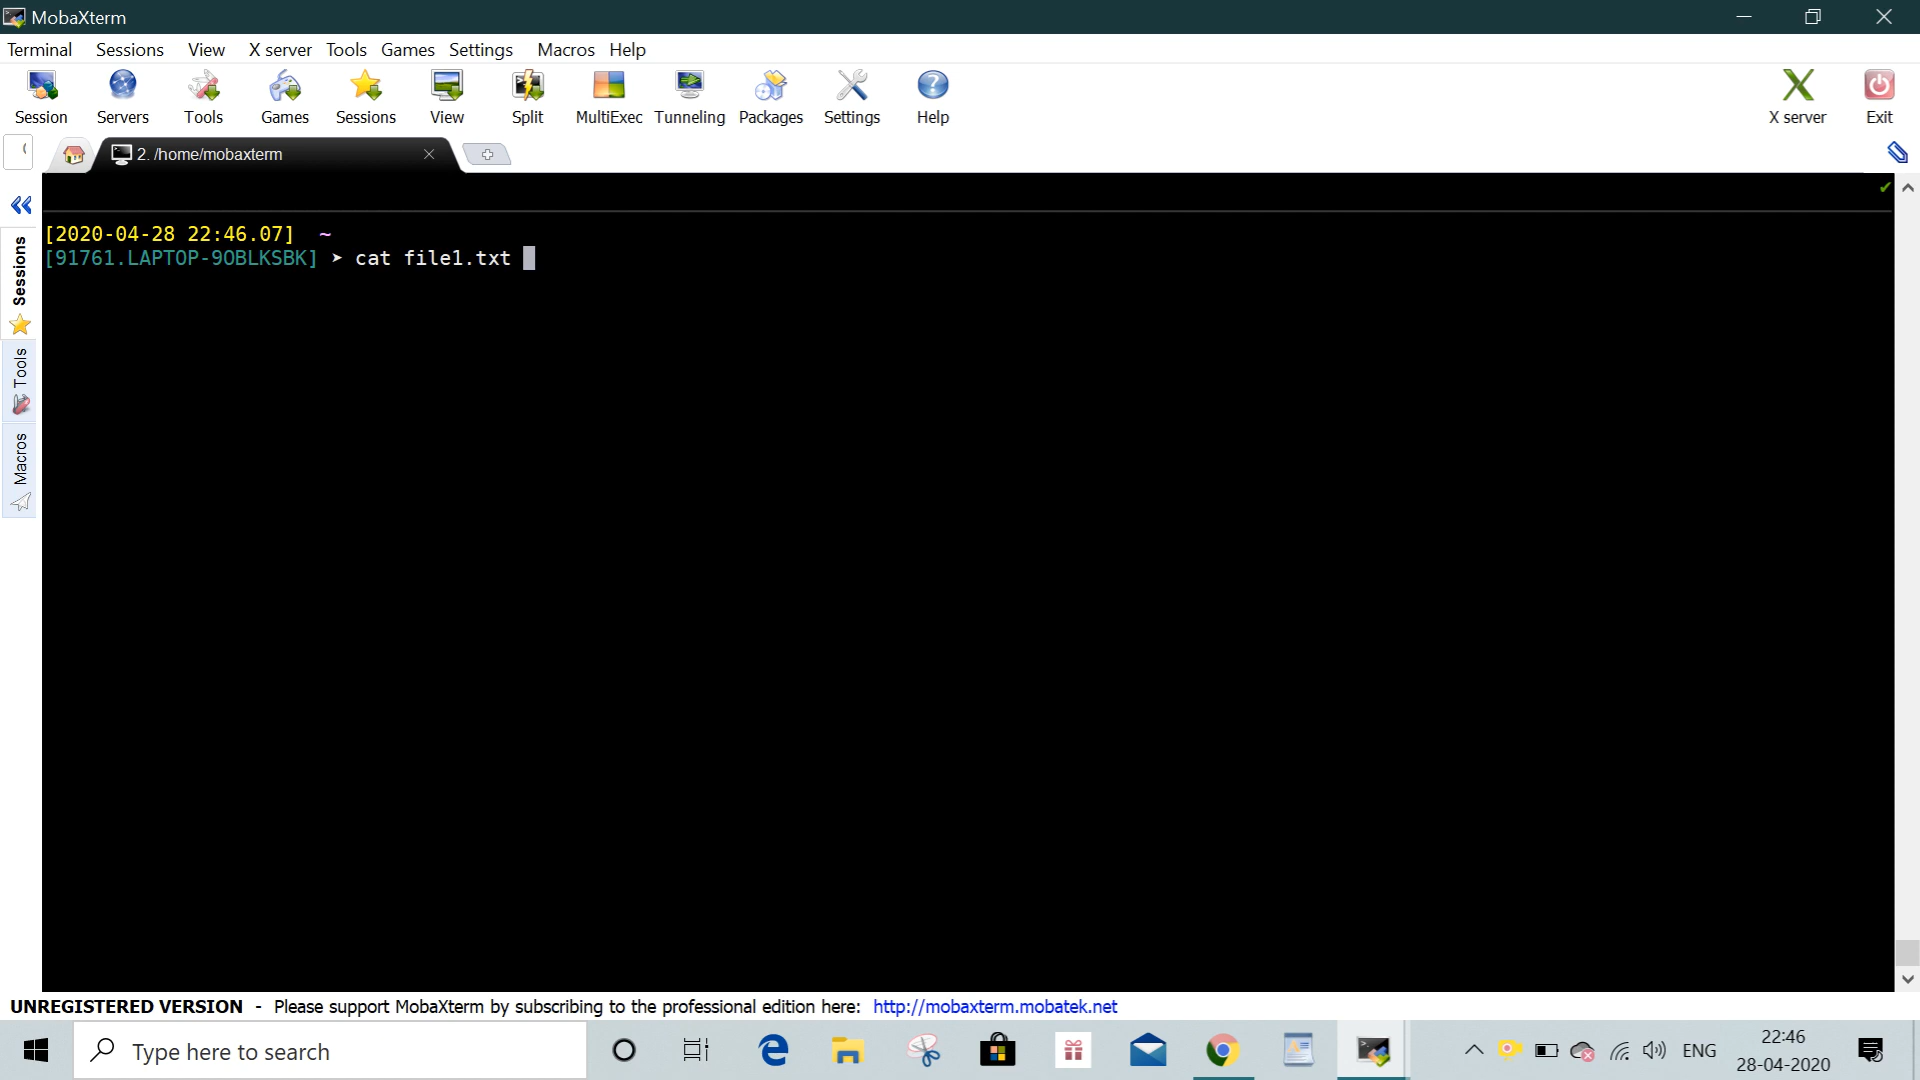 MobaXterm
Terminal Sessions View X server Tools Games Settings Macros Help
Session Servers Tools Games Sessions View Split MultiExec Tunneling Packages Settings Help X server Exit
2. /home/mobaxterm
[2020-04-28 22:46.07] ~
[91761.LAPTOP-9OBLKSBK] ➤ cat file1.txt
Sessions
Tools
Macros
UNREGISTERED VERSION - Please support MobaXterm by subscribing to the professional edition here: http://mobaxterm.mobatek.net
Type here to search
ENG
22:46
28-04-2020